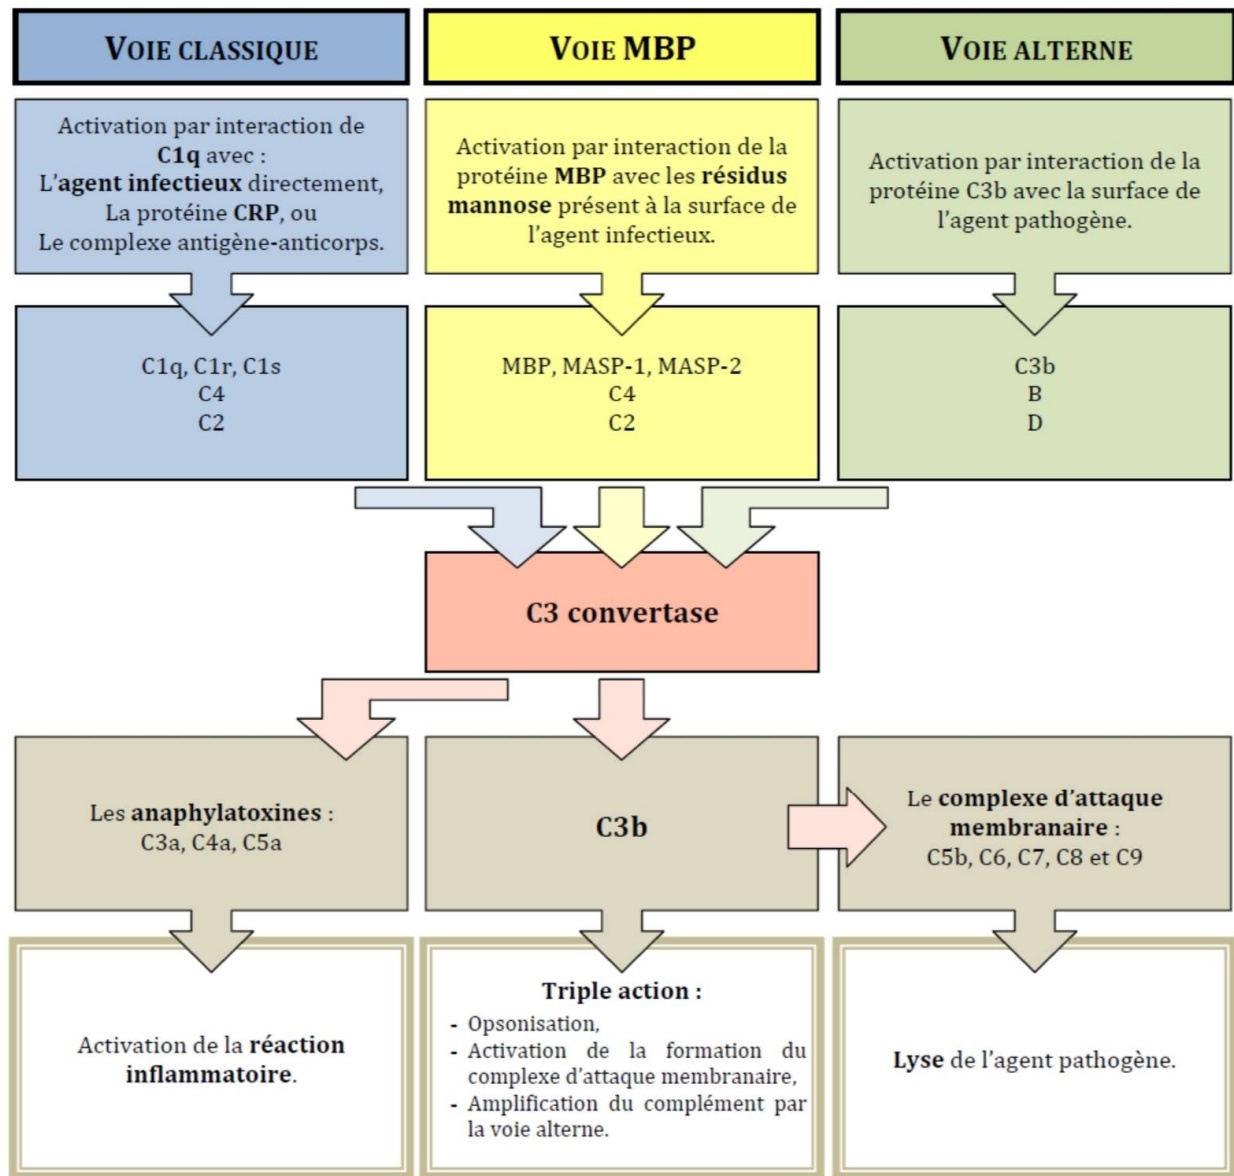 VOIE CLASSIQUE
Activation par interaction de
C1q avec :
L'agent infectieux directement,
La protéine CRP, ou
Le complexe antigène-anticorps.
C1q, C1r, C1s
C4
C2
VOIE MBP
Activation par interaction de la
protéine MBP avec les résidus
mannose présent à la surface de
l'agent infectieux.
MBP, MASP-1, MASP-2
C4
C2
VOIE ALTERNE
Activation par interaction de la
protéine C3b avec la surface de
l'agent pathogène.
C3b
B
D
C3 convertase
Les anaphylatoxines :
C3a, C4a, C5a
C3b
Le complexe d'attaque
membranaire :
C5b, C6, C7, C8 et C9
Activation de la réaction
inflammatoire.
Triple action :
- Opsonisation,
- Activation de la formation du
complexe d'attaque membranaire,
- Amplification du complément par
la voie alterne.
Lyse de l'agent pathogène.